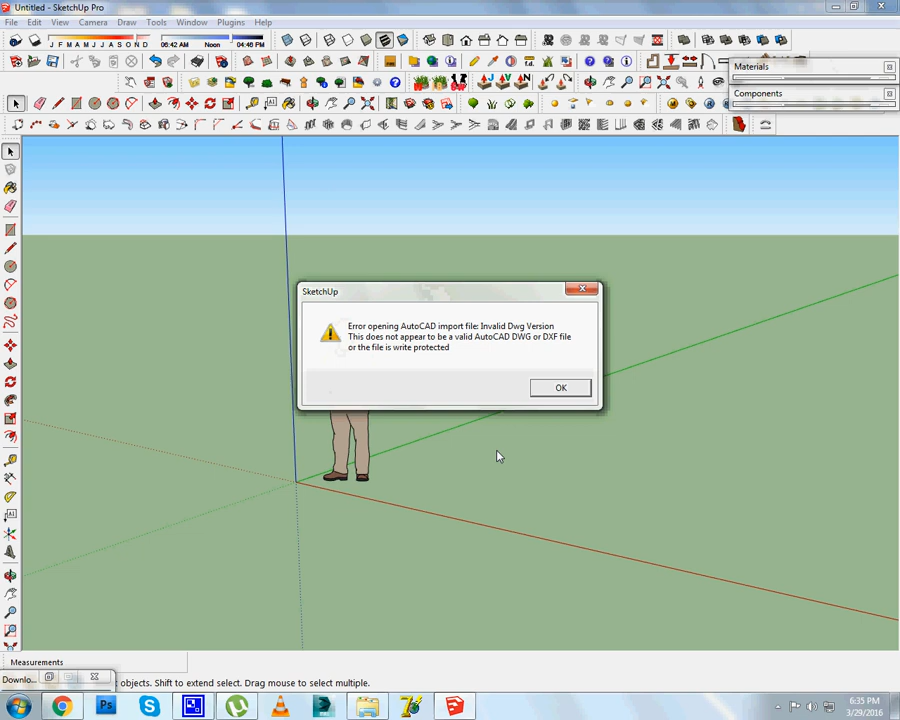 Untitled - SketchUp Pro
File Edit View Camera Draw Tools Window Plugins Help
J F M A M J J A S O N D 06:42 AM Noon 04:46 PM
Materials
Components
SketchUp
Error opening AutoCAD import file: Invalid Dwg Version
This does not appear to be a valid AutoCAD DWG or DXF file
or the file is write protected
OK
Measurements
Downlo...
objects. Shift to extend select. Drag mouse to select multiple.
6:35 PM
3/29/2016